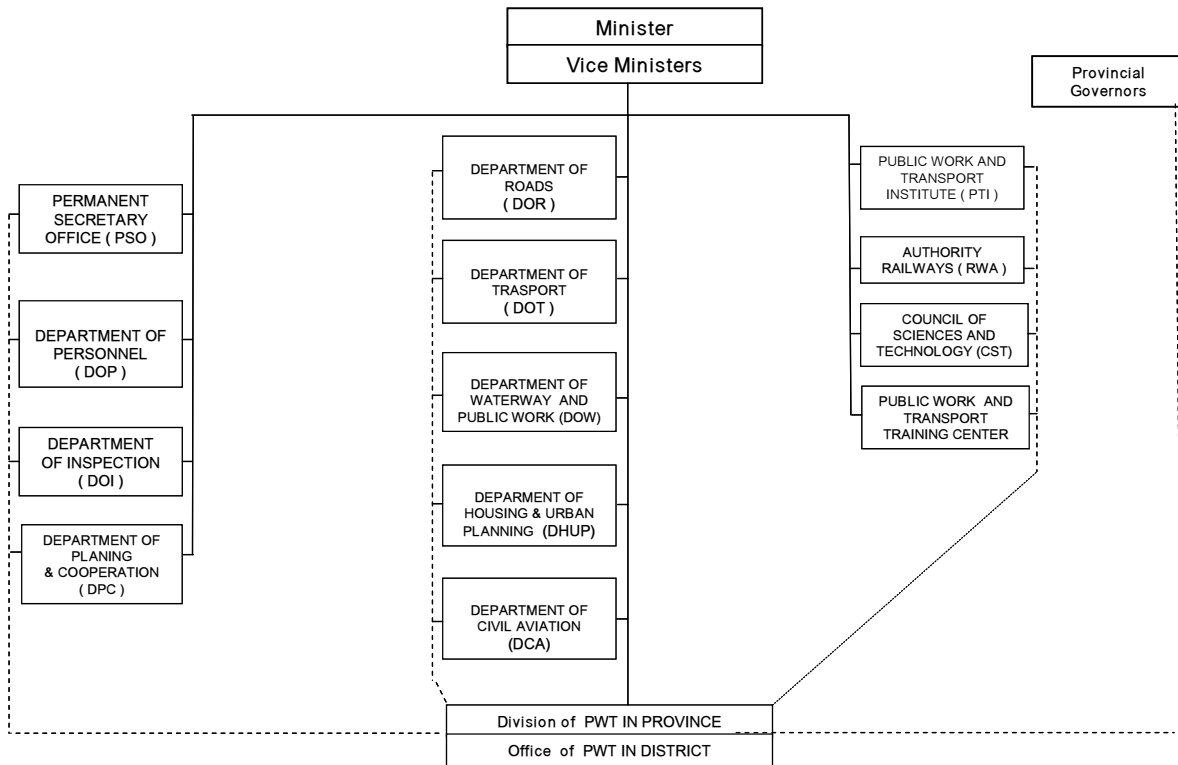 Minister
Vice Ministers
Provincial
Governors
PERMANENT
SECRETARY
OFFICE ( PSO )
DEPARTMENT OF
PERSONNEL
( DOP )
DEPARTMENT
OF INSPECTION
( DOI )
DEPARTMENT OF
PLANING
& COOPERATION
( DPC )
DEPARTMENT OF
ROADS
( DOR )
DEPARTMENT OF
TRASPORT
( DOT )
DEPARTMENT OF
WATERWAY AND
PUBLIC WORK (DOW)
DEPARMENT OF
HOUSING & URBAN
PLANNING (DHUP)
DEPARTMENT OF
CIVIL AVIATION
(DCA)
PUBLIC WORK AND
TRANSPORT
INSTITUTE ( PTI )
AUTHORITY
RAILWAYS ( RWA )
COUNCIL OF
SCIENCES AND
TECHNOLOGY (CST)
PUBLIC WORK AND
TRANSPORT
TRAINING CENTER
Division of PWT IN PROVINCE
Office of PWT IN DISTRICT